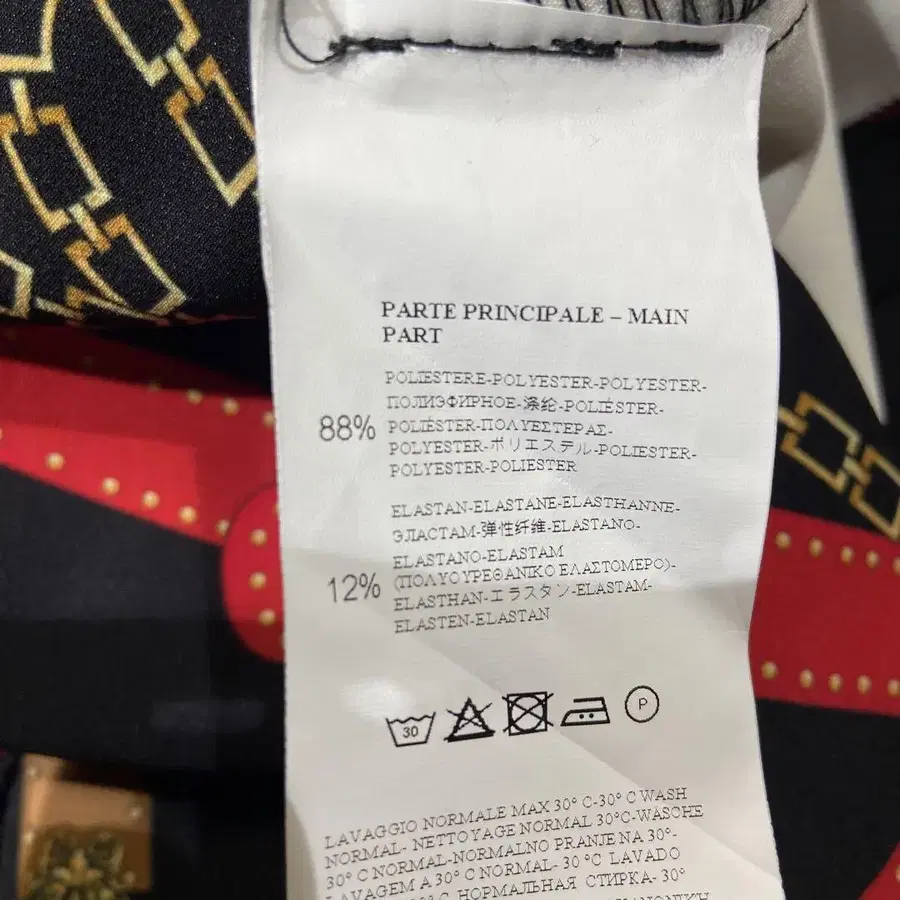 PARTE PRINCIPALE – MAIN
PART
88%
POLIESTERE-POLYESTER-POLYESTER-
ПОЛИЭФИРНОЕ-涤纶-POLIÉSTER-
POLIÉSTER-ΠΟΛΥΕΣΤΕΡΑΣ-
POLYESTER-ポリエステル-POLIESTER-
POLYESTER-POLIESTER
12%
ELASTAN-ELASTANE-ELASTHANNE-
ЭЛАСТАМ-弹性纤维-ELASTANO-
ELASTANO-ELASTAM
(ΠΟΛΥΟΥΡΕΘΑΝΙΚΟ ΕΛΑΣΤΟΜΕΡΟ)-
ELASTHAN-エラスタン-ELASTAM-
ELASTEN-ELASTAN
30
P
LAVAGGIO NORMALE MAX 30° C-30° C WASH
NORMAL- NETTOYAGE NORMAL 30°C-WÄSCHE
30° C NORMAL-NORMALNO PRANJE NA 30°-
LAVAGEM A 30° C NORMAL- 30 °C LAVADO
НОРМАЛЬНАЯ СТИРКА- 30°